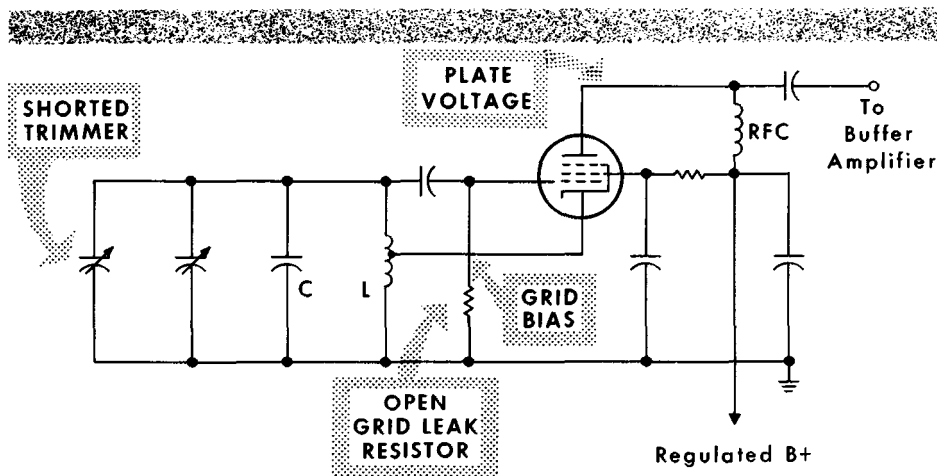 PLATE
VOLTAGE
SHORTED
TRIMMER
To
Buffer
Amplifier
RFC
C
L
GRID
BIAS
OPEN
GRID LEAK
RESISTOR
Regulated B+